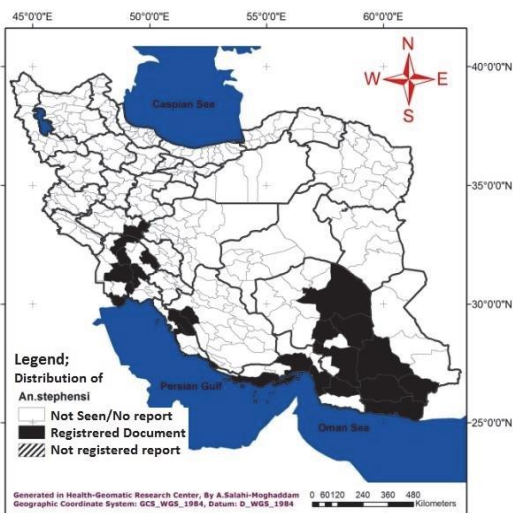 45°0'0"E 50°0'0"E 55°0'0"E 60°0'0"E
N
W E
S
40°0'0"N
Caspian Sea
35°0'0"N
30°0'0"N
Legend;
Distribution of
An.stephensi
Not Seen/No report
Registrered Document
Not registered report
Persian Gulf
Oman Sea
25°0'0"N
Generated in Health-Geomatic Research Center, By A.Salahi-Moghaddam
Geographic Coordinate System: GCS_WGS_1984, Datum: D_WGS_1984
0 60 120 240 360 480
Kilometers